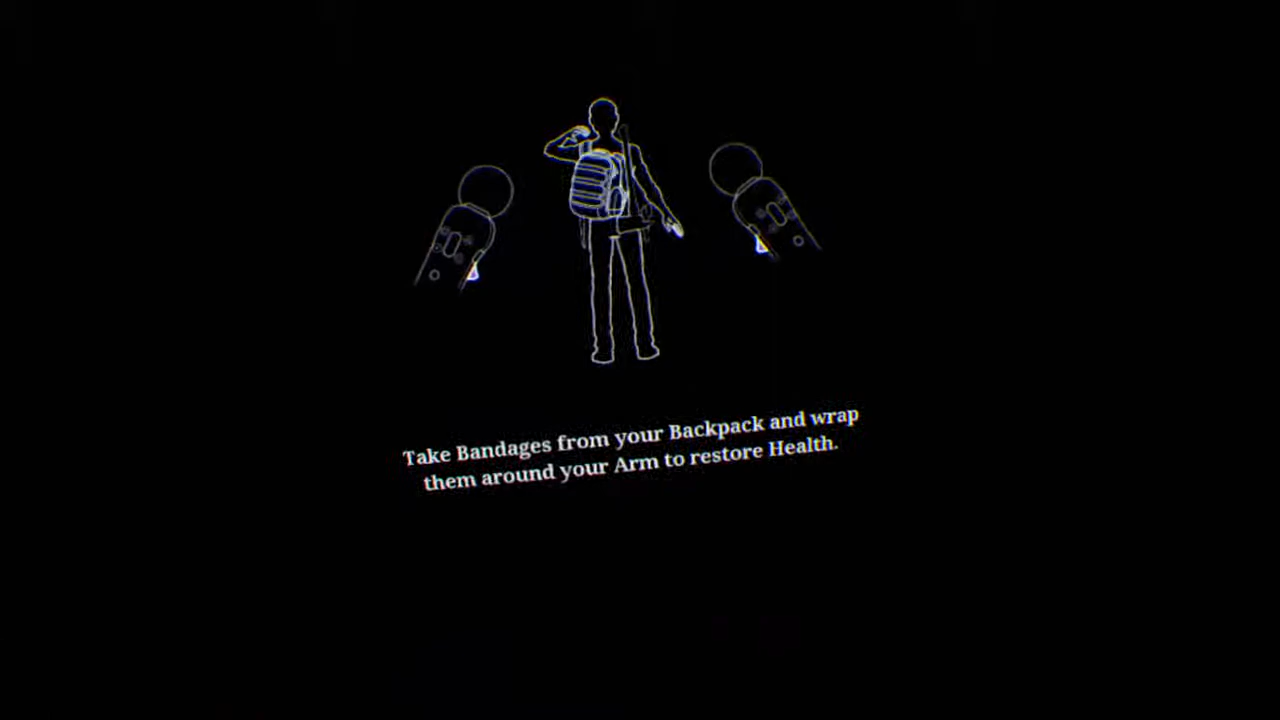 Take Bandages from your Backpack and wrap
them around your Arm to restore Health.